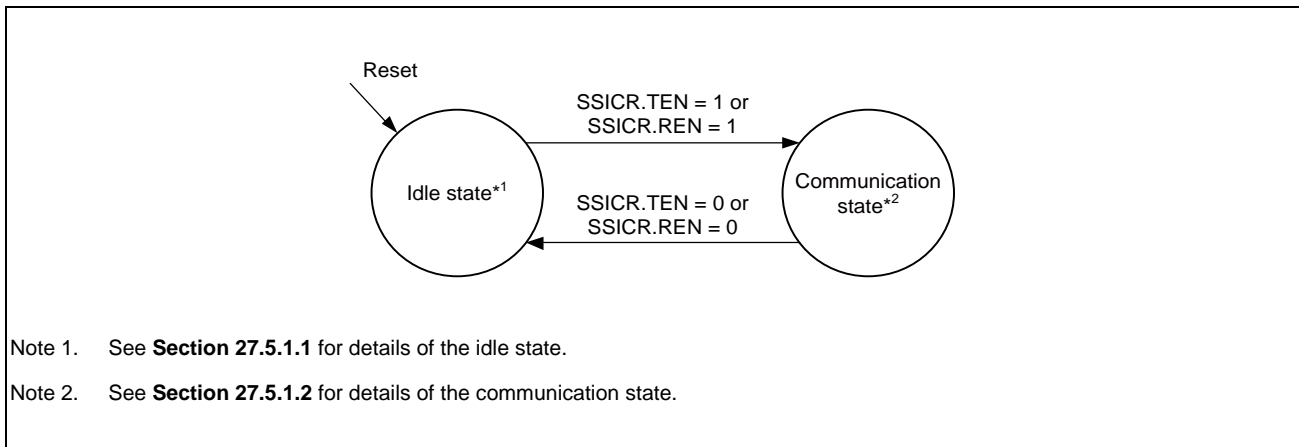 Reset
SSICR.TEN = 1 or
SSICR.REN = 1
Idle state*1
Communication
state*2
SSICR.TEN = 0 or
SSICR.REN = 0
Note 1. See Section 27.5.1.1 for details of the idle state.
Note 2. See Section 27.5.1.2 for details of the communication state.